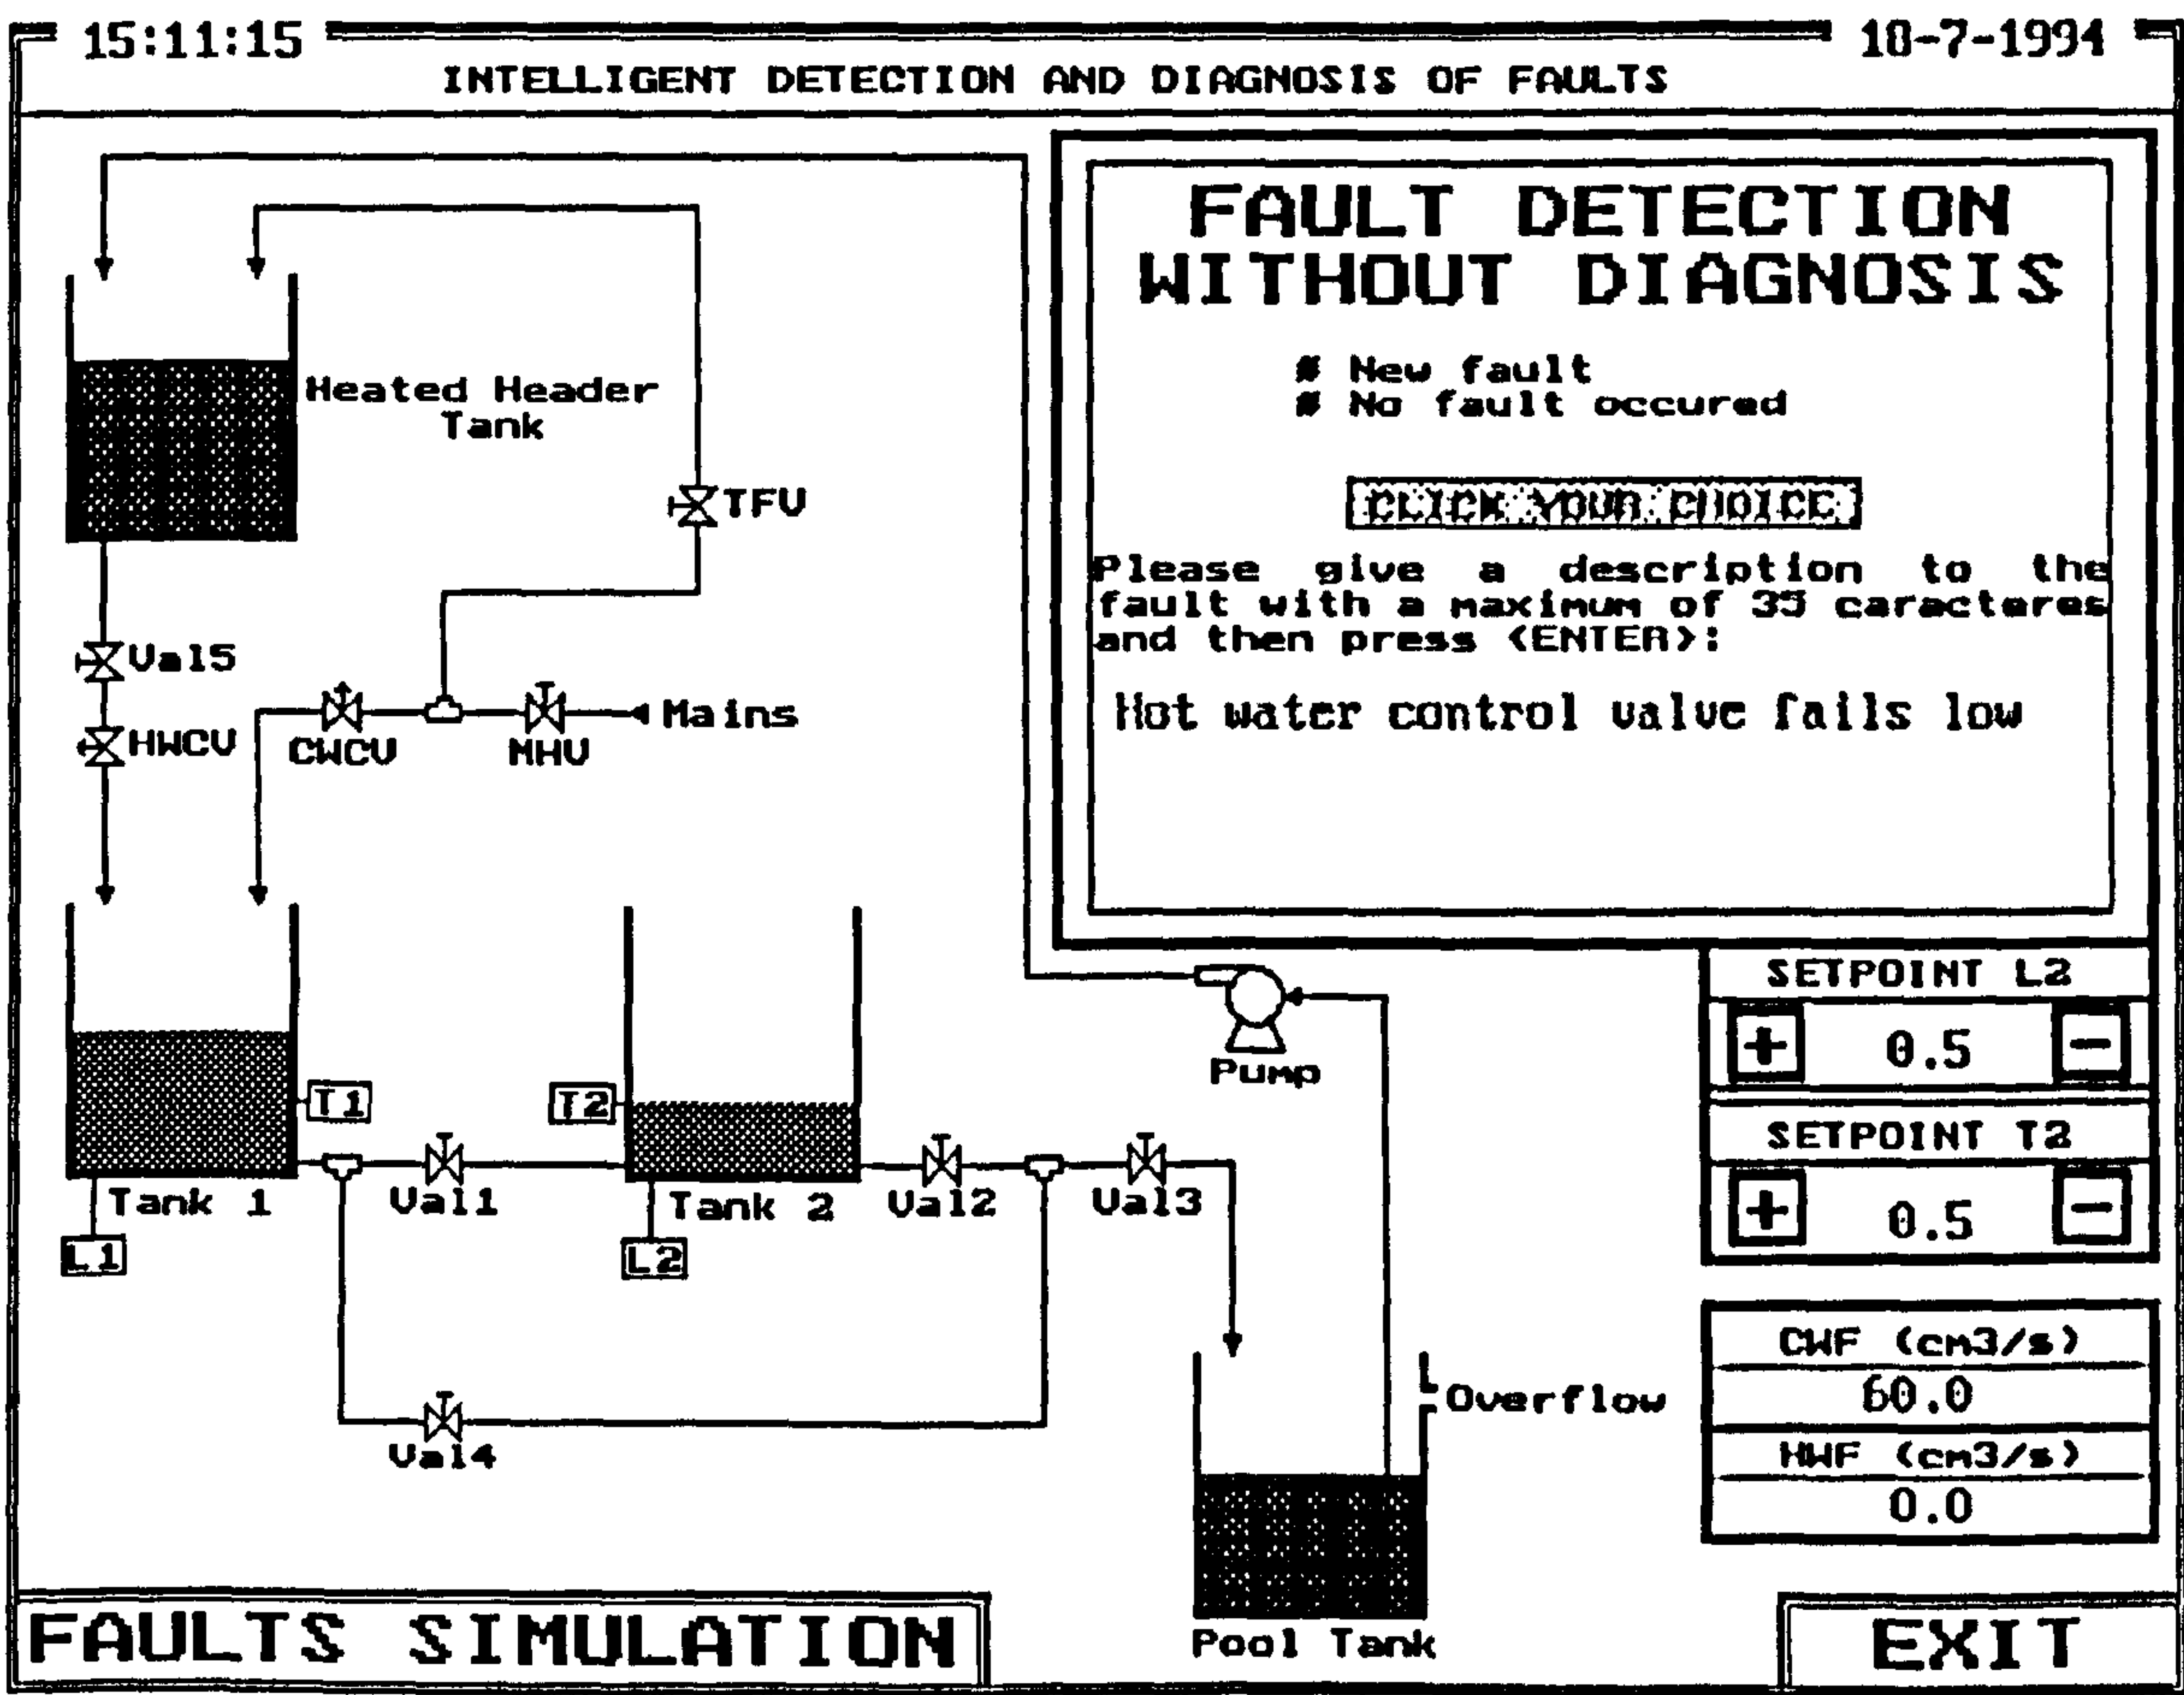 15:11:15
10-7-1994
INTELLIGENT DETECTION AND DIAGNOSIS OF FAULTS
FAULT DETECTION
WITHOUT DIAGNOSIS
# New fault
# No fault occured
CLICK YOUR CHOICE
Please give a description to the
fault with a maximum of 35 caracteres
and then press <ENTER>:
Hot water control valve fails low
Heated Header
Tank
TFV
Val5
HWCV
CWCV
MHV
Mains
T1
T2
Tank 1
Val1
Tank 2
Val2
Val3
L1
L2
Val4
Pump
Overflow
Pool Tank
SETPOINT L2
+ 0.5 -
SETPOINT T2
+ 0.5 -
CWF (cm3/s)
60.0
HWF (cm3/s)
0.0
FAULTS SIMULATION
EXIT